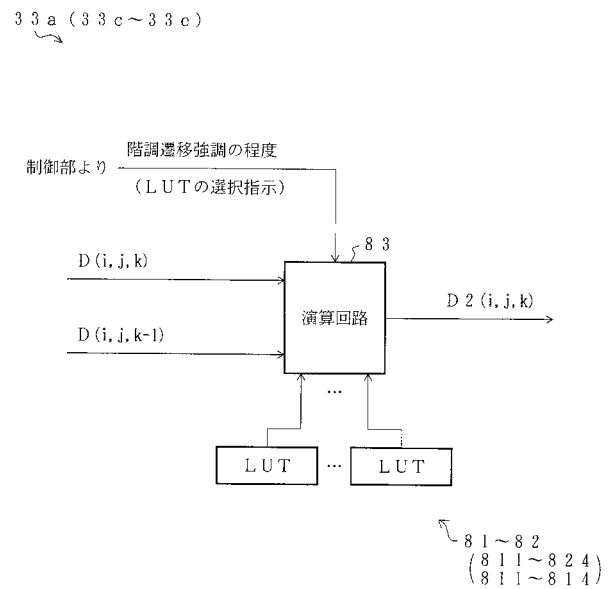 33a(33c～33e)
階調遷移強調の程度
制御部より
(LUTの選択指示)
83
D(i,j,k)
D2(i,j,k)
演算回路
D(i,j,k-1)
…
LUT … LUT
81～82
(811～824)
(811～814)